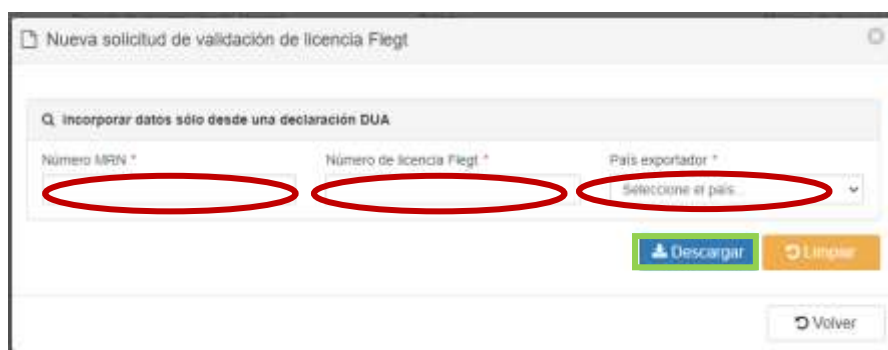 Nueva solicitud de validación de licencia Flegt
Incorporar datos sólo desde una declaración DUA
Número MRN * Número de licencia Flegt * País exportador *
Seleccione el país...
Descargar Limpiar
Volver